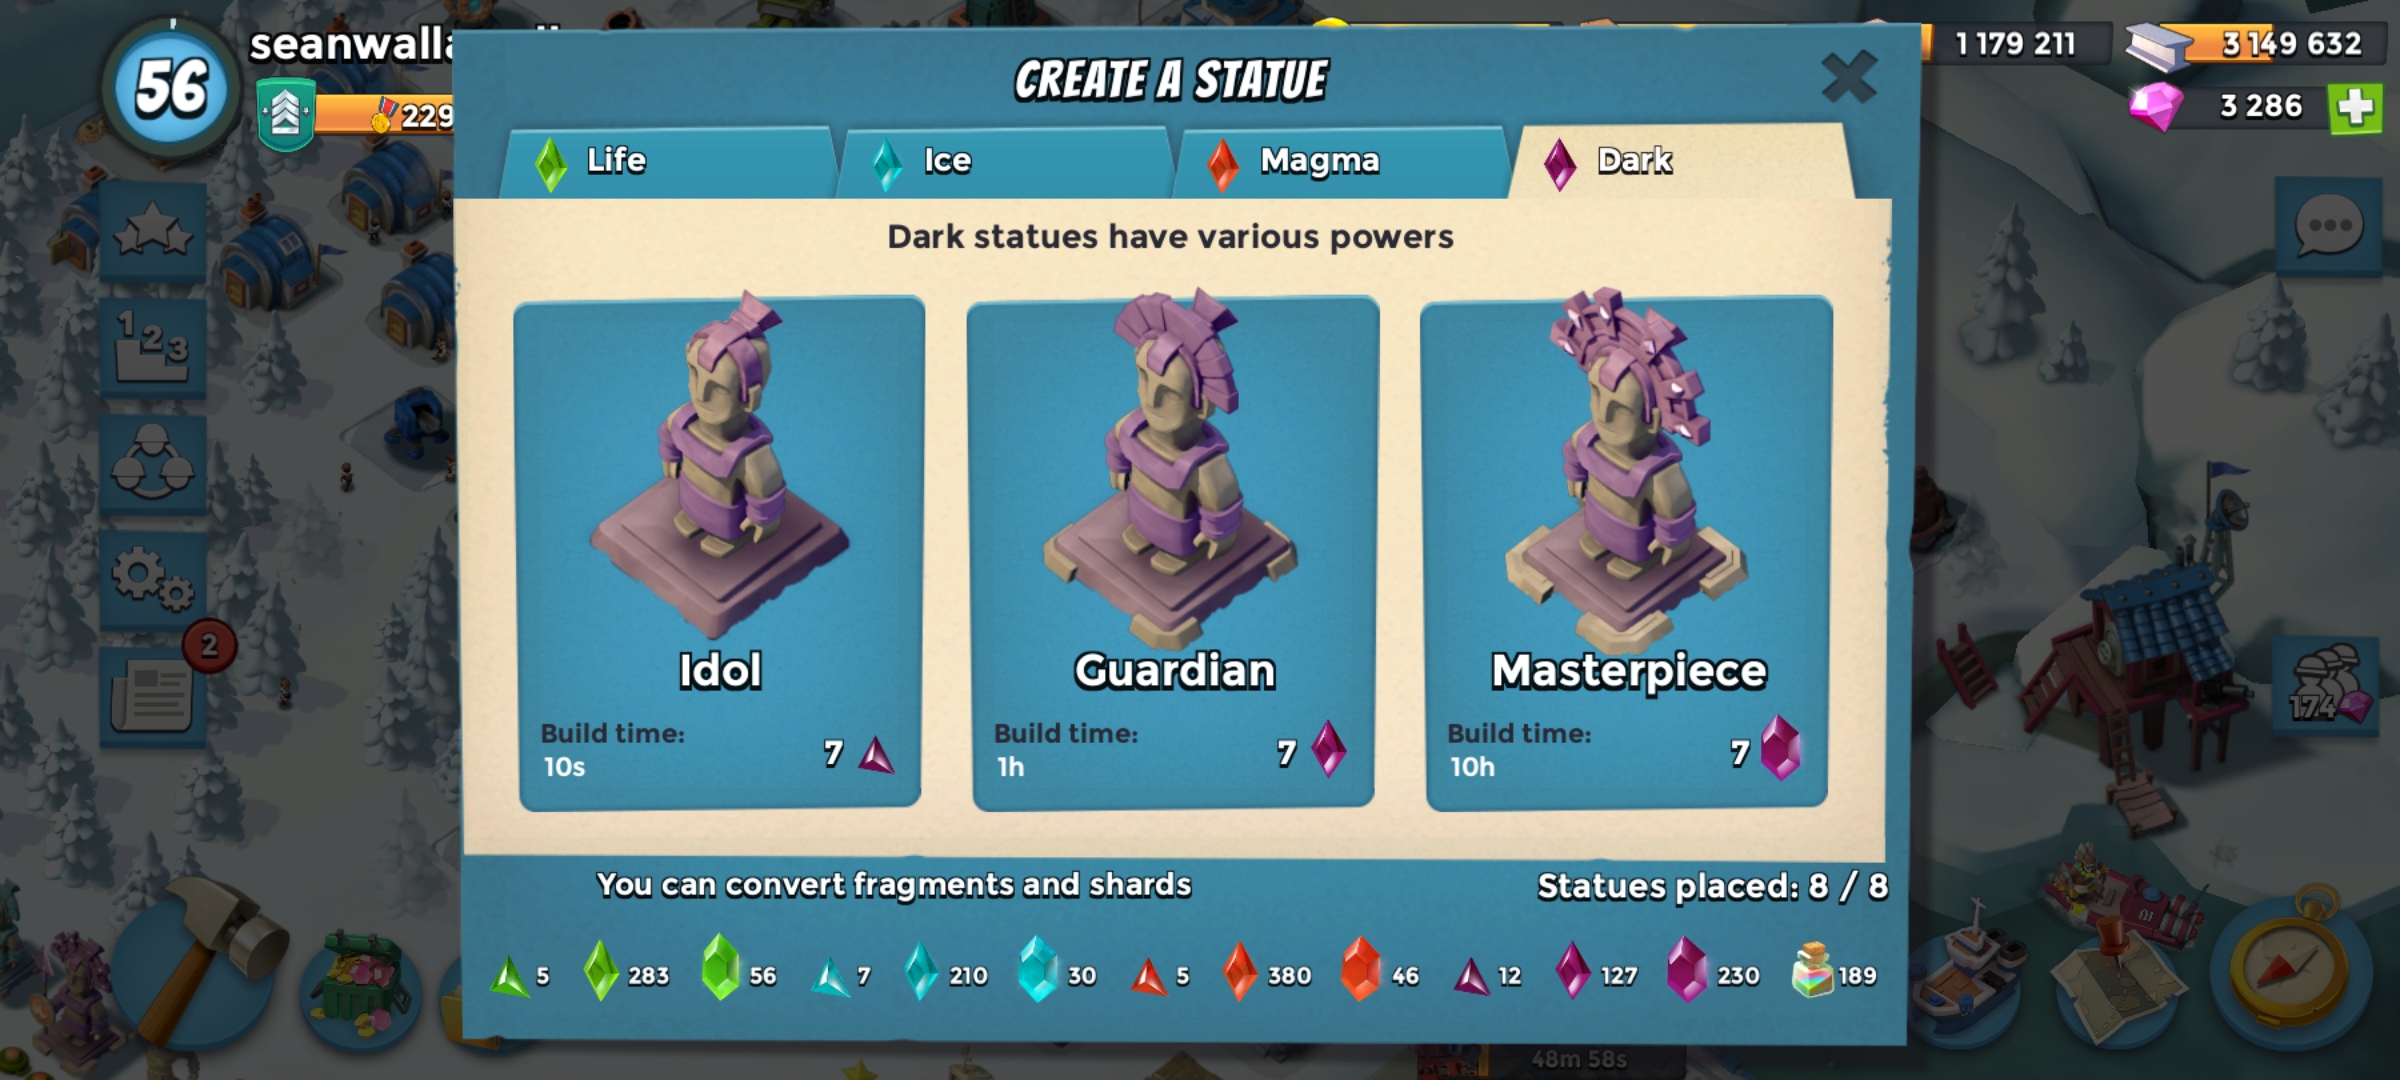 56
229
CREATE A STATUE
1 179 211
3 149 632
3 286
Life
Ice
Magma
Dark
Dark statues have various powers
1 2 3
2
174
Idol
Build time:
10s
7
Guardian
Build time:
1h
7
Masterpiece
Build time:
10h
7
You can convert fragments and shards
Statues placed: 8 / 8
5 283 56 7 210 30 5 380 46 12 127 230 189
48m 58s